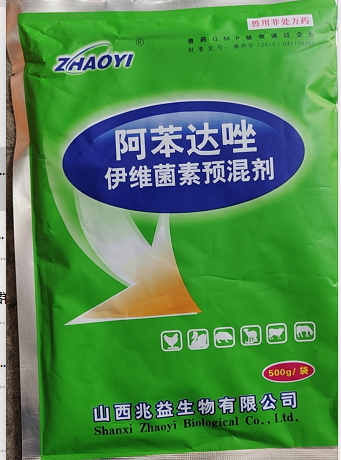 兽用非处方药
ZHAOYI®
兽药GMP验收通过企业
阿苯达唑
伊维菌素预混剂
500g/袋
山西兆益生物有限公司
Shanxi Zhaoyi Biological Co., Ltd.